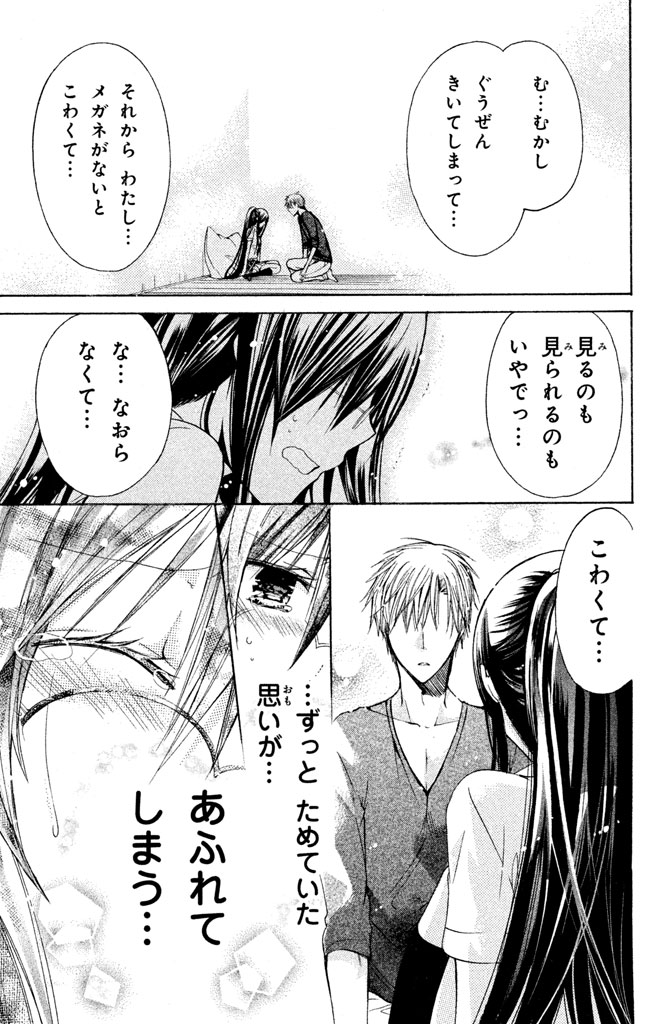 む…むかし
ぐうぜん
きいてしまって…
それから わたし…
メガネがないと
こわくて…
見るのも
見られるのも
いやでっ…
な… なおら
なくて…
こわくて…
…ずっと ためていた
思いが…
あふれて
しまう…